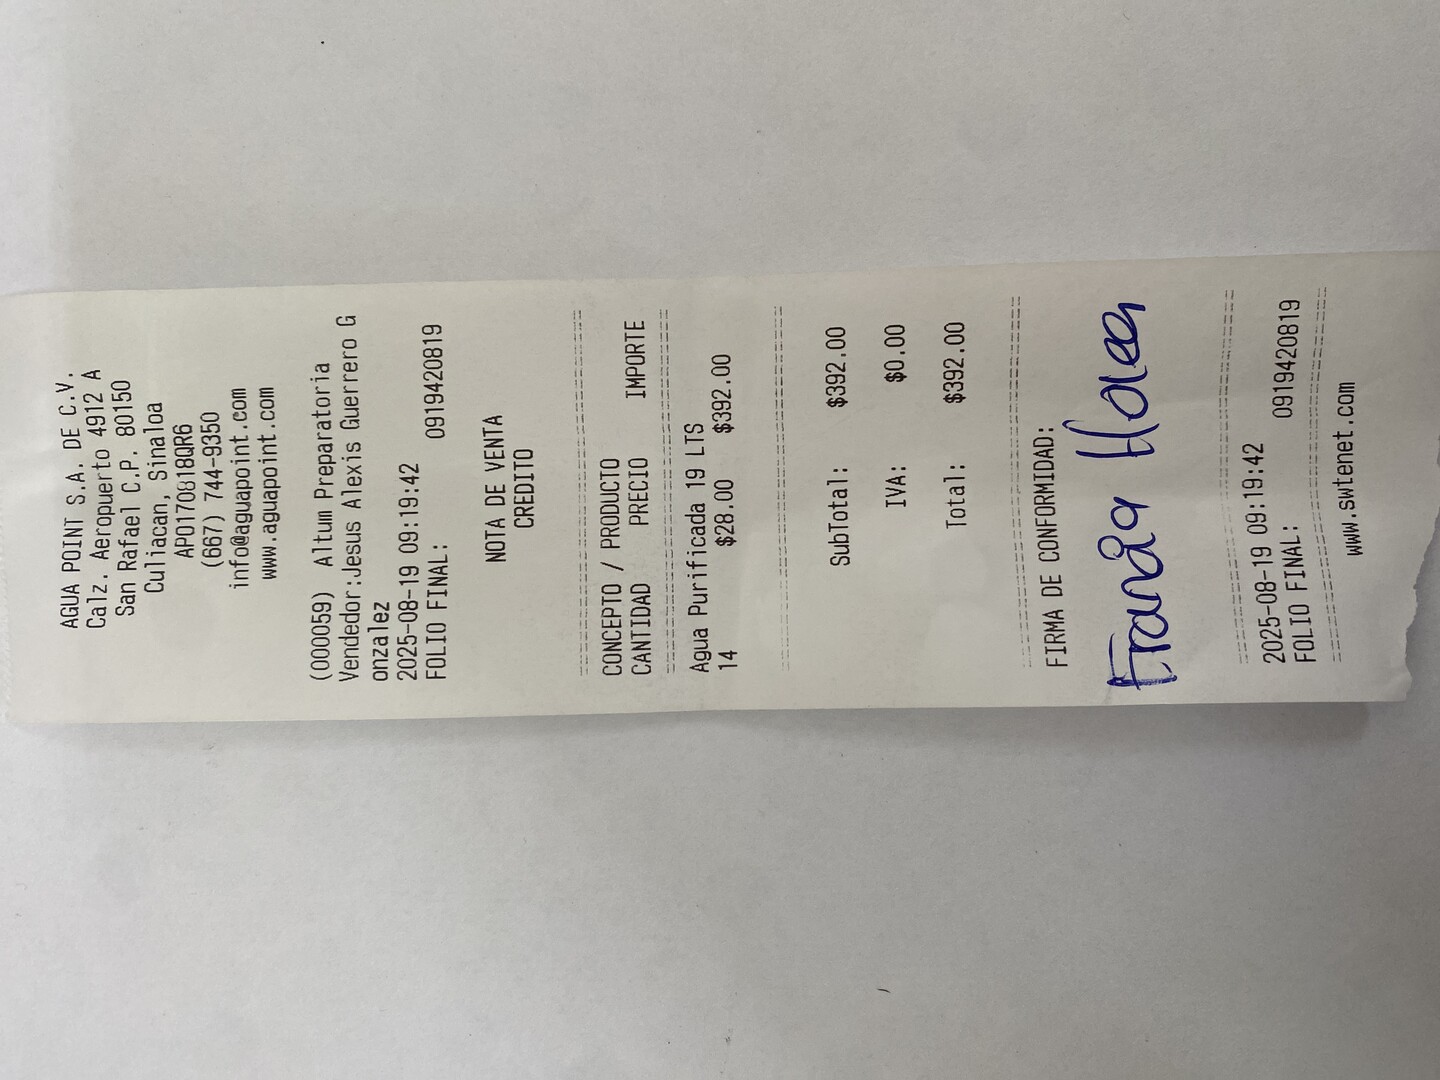 AGUA POINT S.A. DE C.V.
Calz. Aeropuerto 4912 A
San Rafael C.P. 80150
Culiacan, Sinaloa
APO170818QR6
(667) 744-9350
info@aguapoint.com
www.aguapoint.com
(000059) Altum Preparatoria
Vendedor:Jesus Alexis Guerrero G
onzalez
2025-08-19 09:19:42
FOLIO FINAL: 0919420819
NOTA DE VENTA
CREDITO
CONCEPTO / PRODUCTO
CANTIDAD PRECIO IMPORTE
Agua Purificada 19 LTS
14 $28.00 $392.00
SubTotal: $392.00
IVA: $0.00
Total: $392.00
FIRMA DE CONFORMIDAD:
2025-08-19 09:19:42
FOLIO FINAL: 0919420819
www.swtenet.com